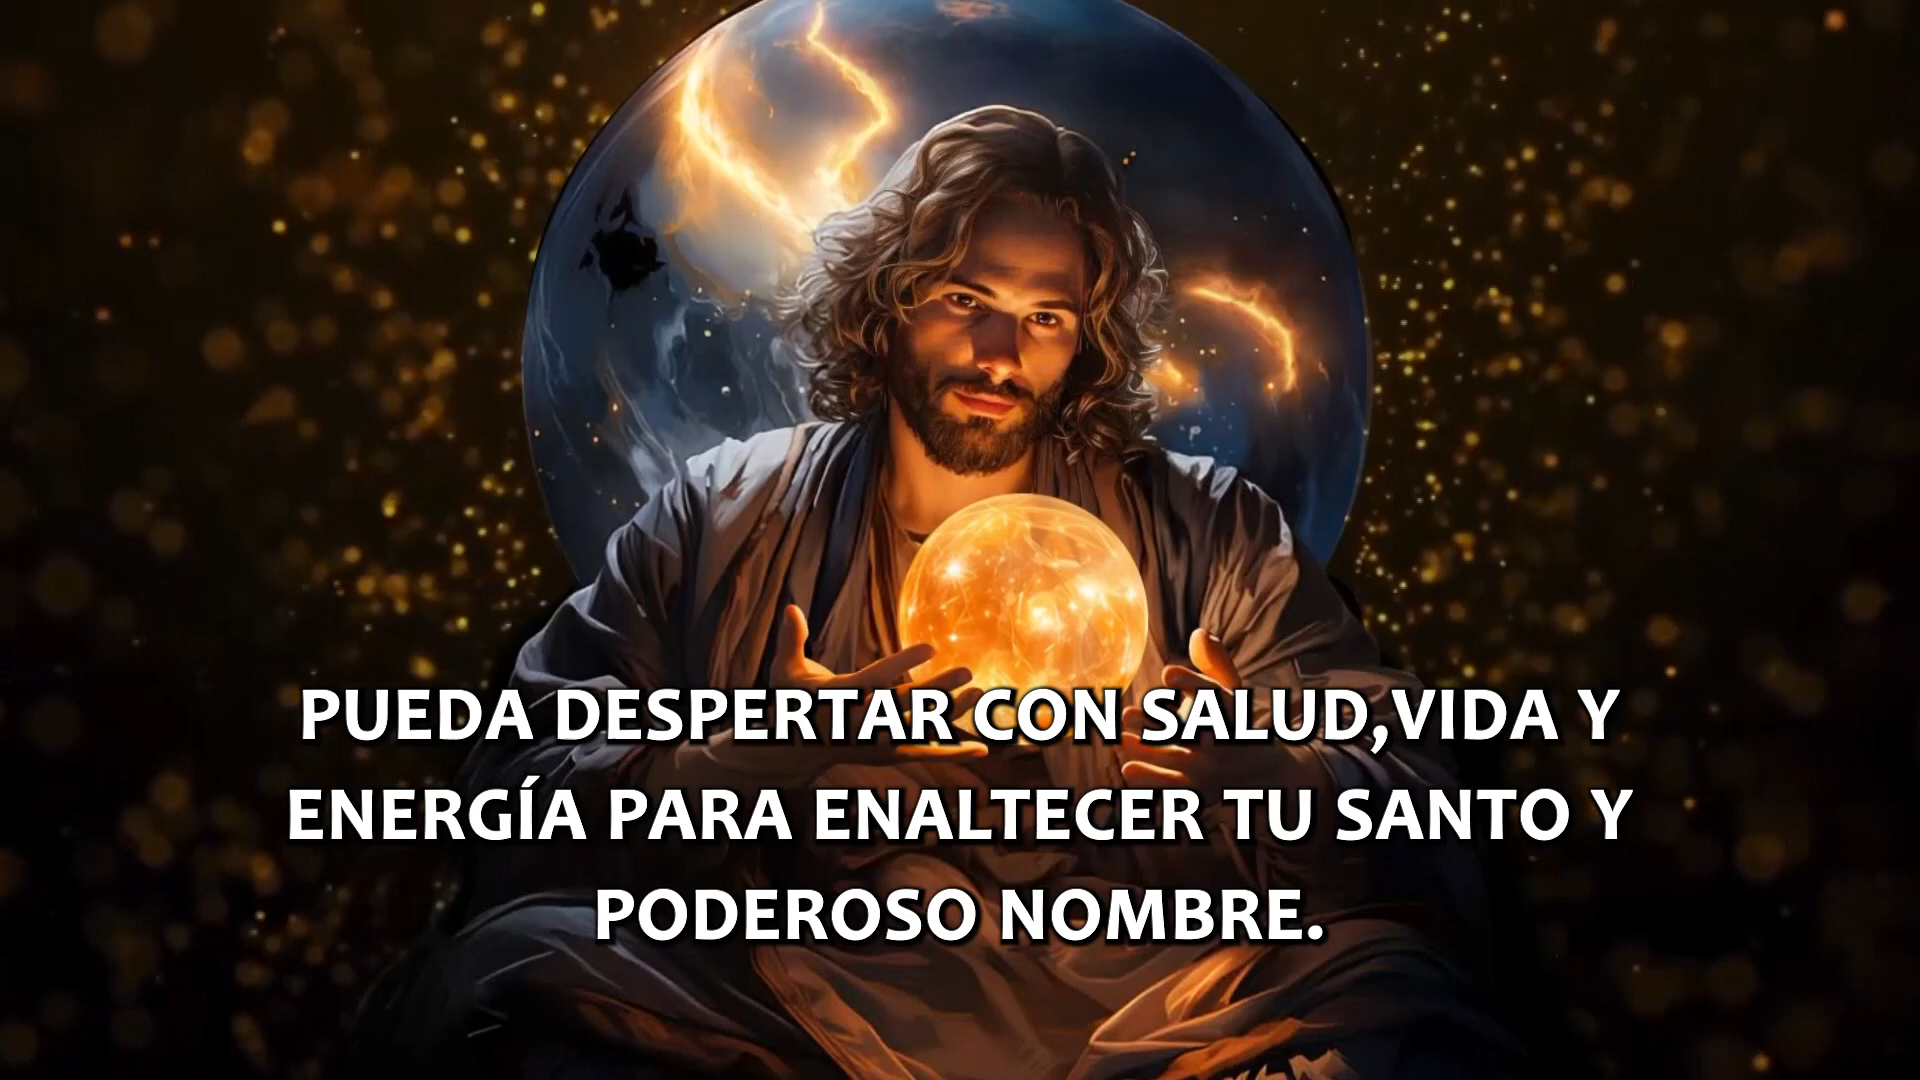 PUEDA DESPERTAR CON SALUD,VIDA Y
ENERGÍA PARA ENALTECER TU SANTO Y
PODEROSO NOMBRE.